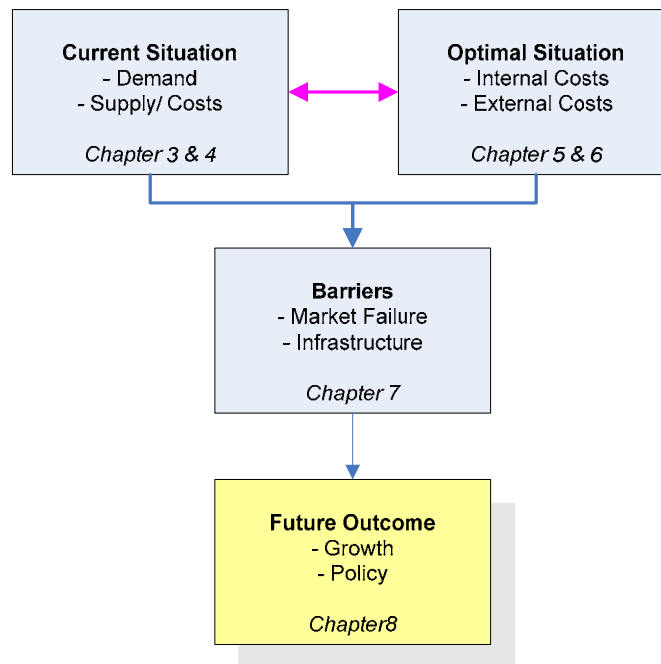 Current Situation
- Demand
- Supply/ Costs
Chapter 3 & 4
Optimal Situation
- Internal Costs
- External Costs
Chapter 5 & 6
Barriers
- Market Failure
- Infrastructure
Chapter 7
Future Outcome
- Growth
- Policy
Chapter8